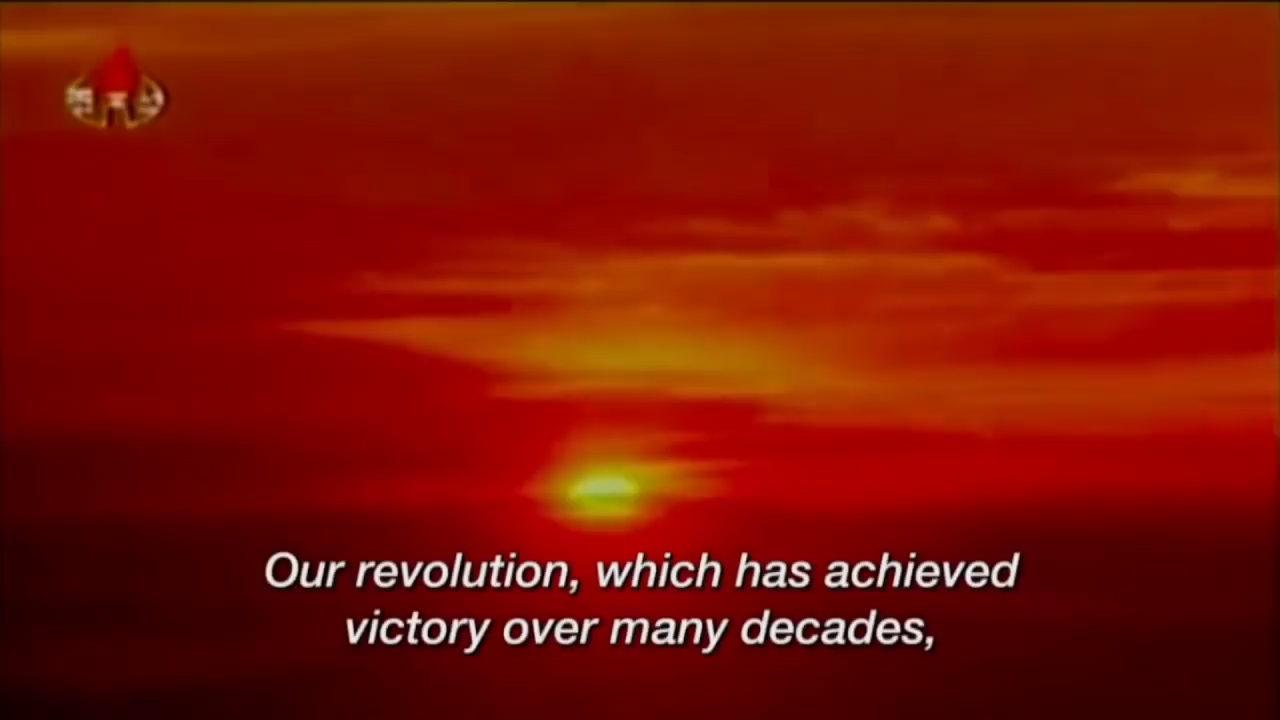 Our revolution, which has achieved
victory over many decades,